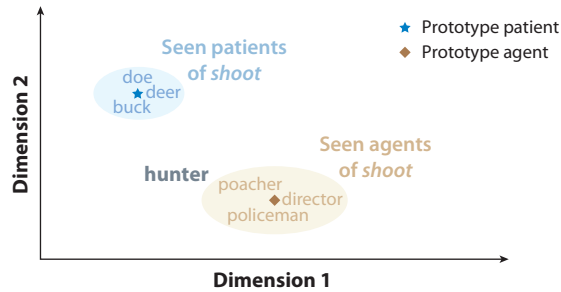 Prototype patient
Prototype agent
Seen patients
of shoot
doe
deer
buck
Seen agents
of shoot
hunter
poacher
director
policeman
Dimension 2
Dimension 1